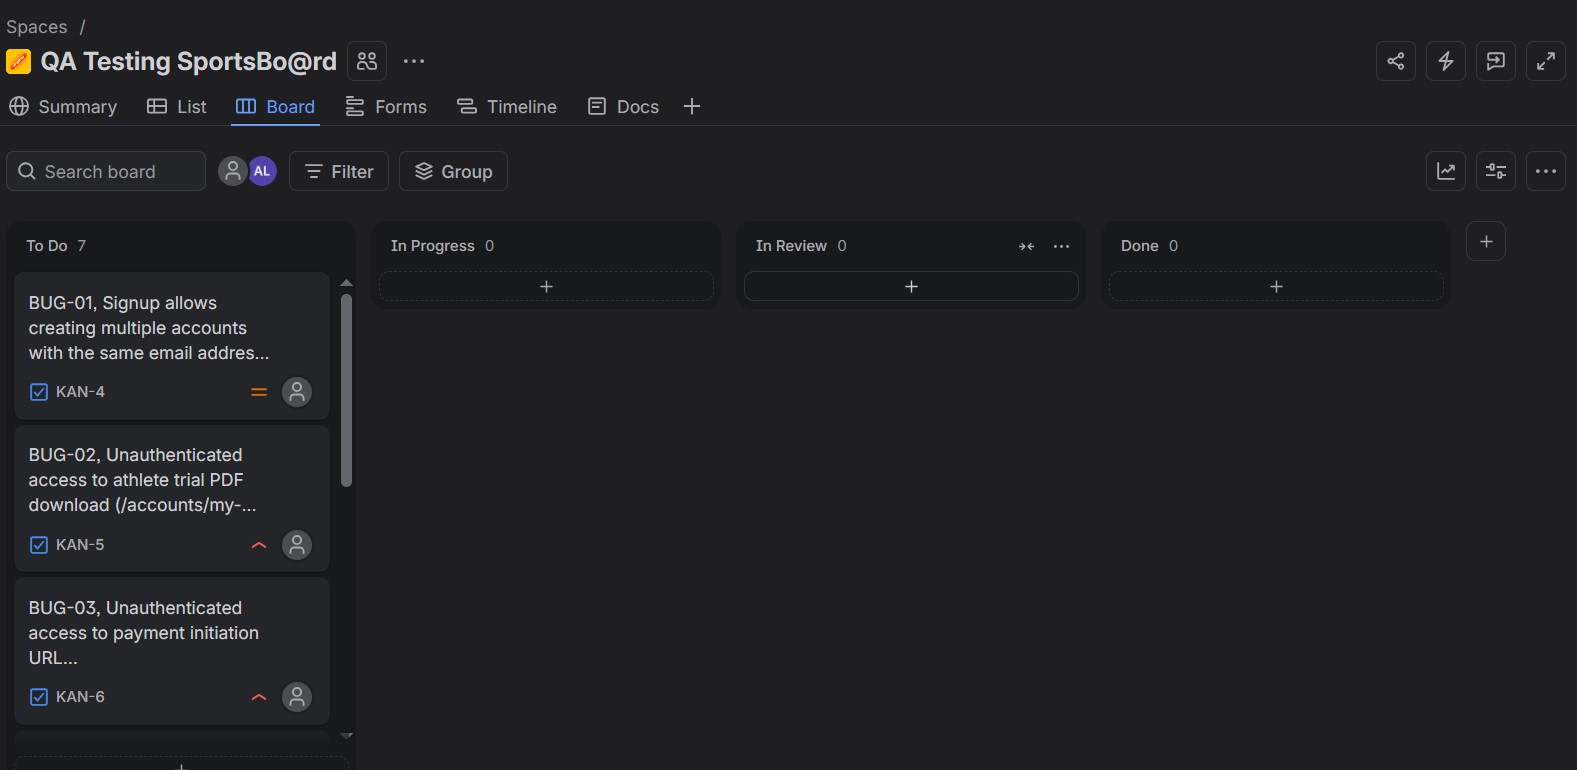 Spaces /
QA Testing SportsBo@rd
Summary List Board Forms Timeline Docs
Search board AL Filter Group
To Do 7 In Progress 0 In Review 0 Done 0
BUG-01, Signup allows
creating multiple accounts
with the same email addres...
KAN-4
BUG-02, Unauthenticated
access to athlete trial PDF
download (/accounts/my-...
KAN-5
BUG-03, Unauthenticated
access to payment initiation
URL...
KAN-6